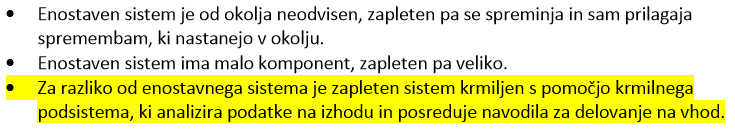 • Enostaven sistem je od okolja neodvisen, zapleten pa se spreminja in sam prilagaja
spremembam, ki nastanejo v okolju.
• Enostaven sistem ima malo komponent, zapleten pa veliko.
• Za razliko od enostavnega sistema je zapleten sistem krmiljen s pomočjo krmilnega
podsistema, ki analizira podatke na izhodu in posreduje navodila za delovanje na vhod.